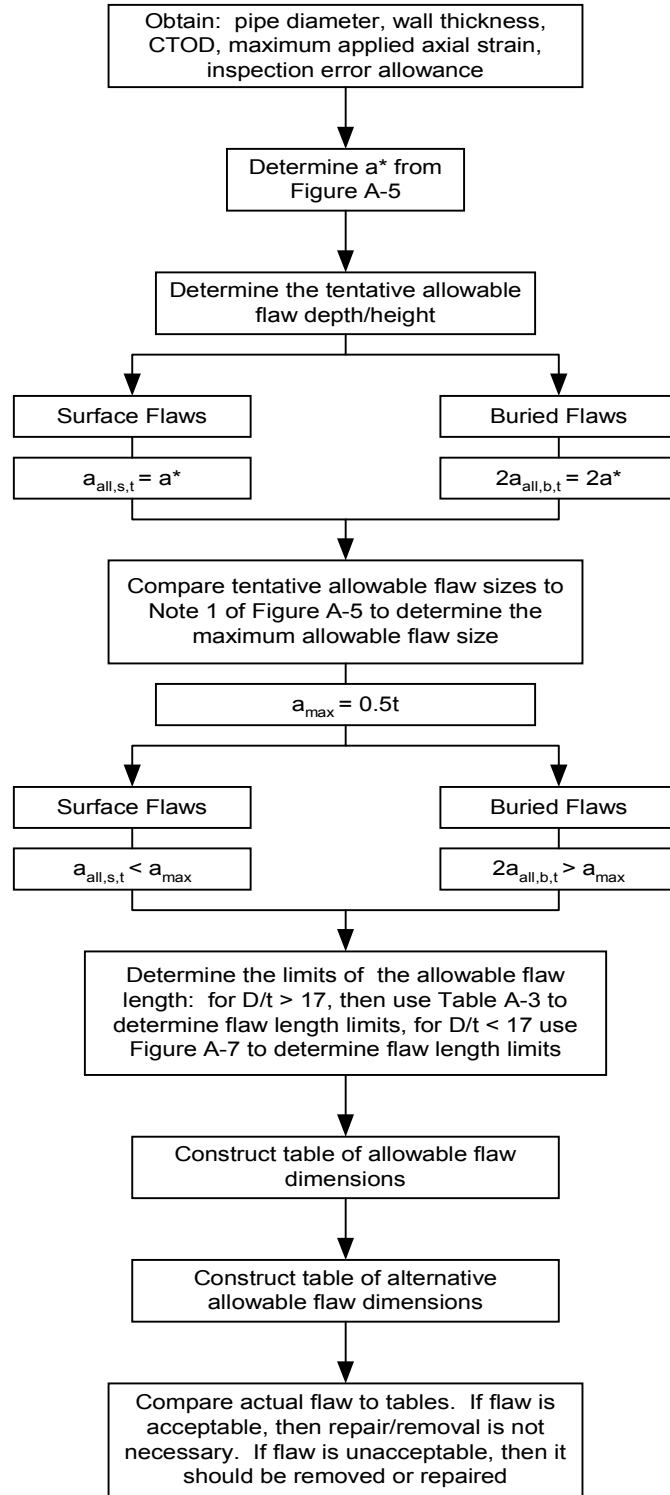 Obtain: pipe diameter, wall thickness,
CTOD, maximum applied axial strain,
inspection error allowance
Determine a* from
Figure A-5
Determine the tentative allowable
flaw depth/height
Surface Flaws
a_all,s,t = a*
Buried Flaws
2a_all,b,t = 2a*
Compare tentative allowable flaw sizes to
Note 1 of Figure A-5 to determine the
maximum allowable flaw size
a_max = 0.5t
Surface Flaws
a_all,s,t < a_max
Buried Flaws
2a_all,b,t > a_max
Determine the limits of the allowable flaw
length: for D/t > 17, then use Table A-3 to
determine flaw length limits, for D/t < 17 use
Figure A-7 to determine flaw length limits
Construct table of allowable flaw
dimensions
Construct table of alternative
allowable flaw dimensions
Compare actual flaw to tables. If flaw is
acceptable, then repair/removal is not
necessary. If flaw is unacceptable, then it
should be removed or repaired